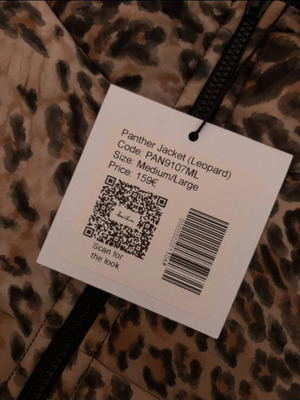 Panther Jacket (Leopard)
Code: PAN9107ML
Size: Medium/Large
Price: 159€
Scan for
the look